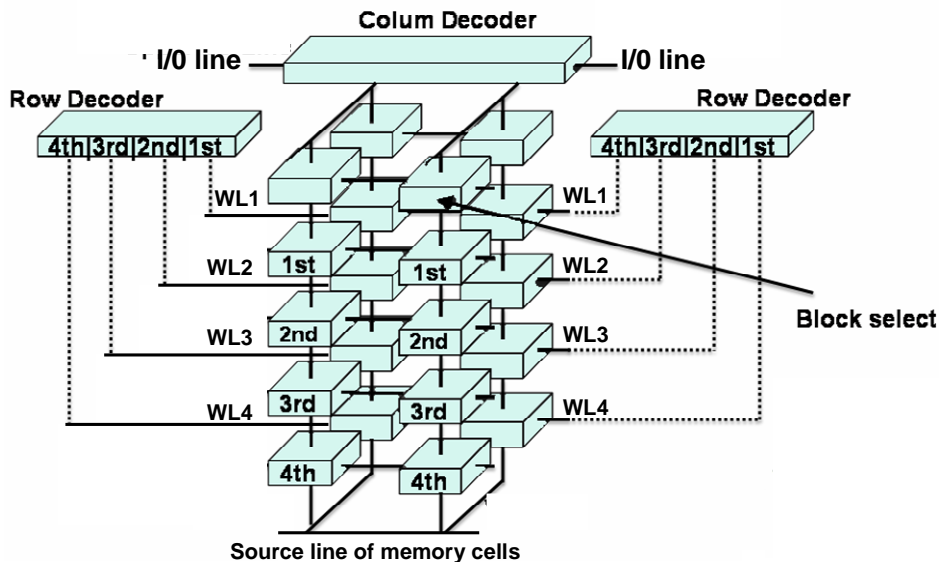 Colum Decoder
I/0 line
I/0 line
Row Decoder
Row Decoder
4th|3rd|2nd|1st
4th|3rd|2nd|1st
WL1
WL1
1st
1st
WL2
WL2
Block select
2nd
2nd
WL3
WL3
3rd
3rd
WL4
WL4
4th
4th
Source line of memory cells